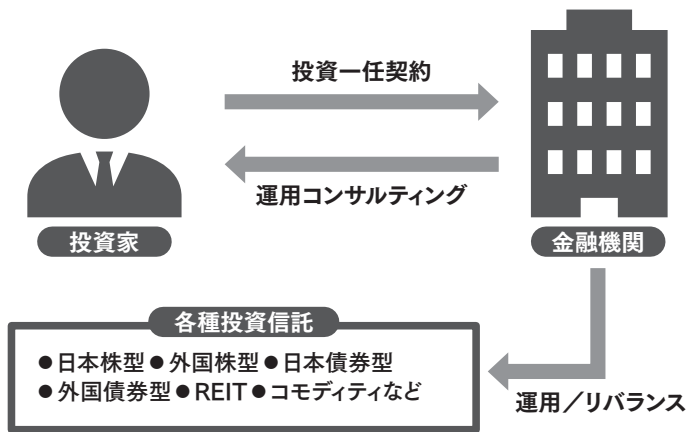 投資一任契約
運用コンサルティング
投資家
金融機関
各種投資信託
●日本株型●外国株型●日本債券型
●外国債券型●REIT●コモディティなど
運用／リバランス